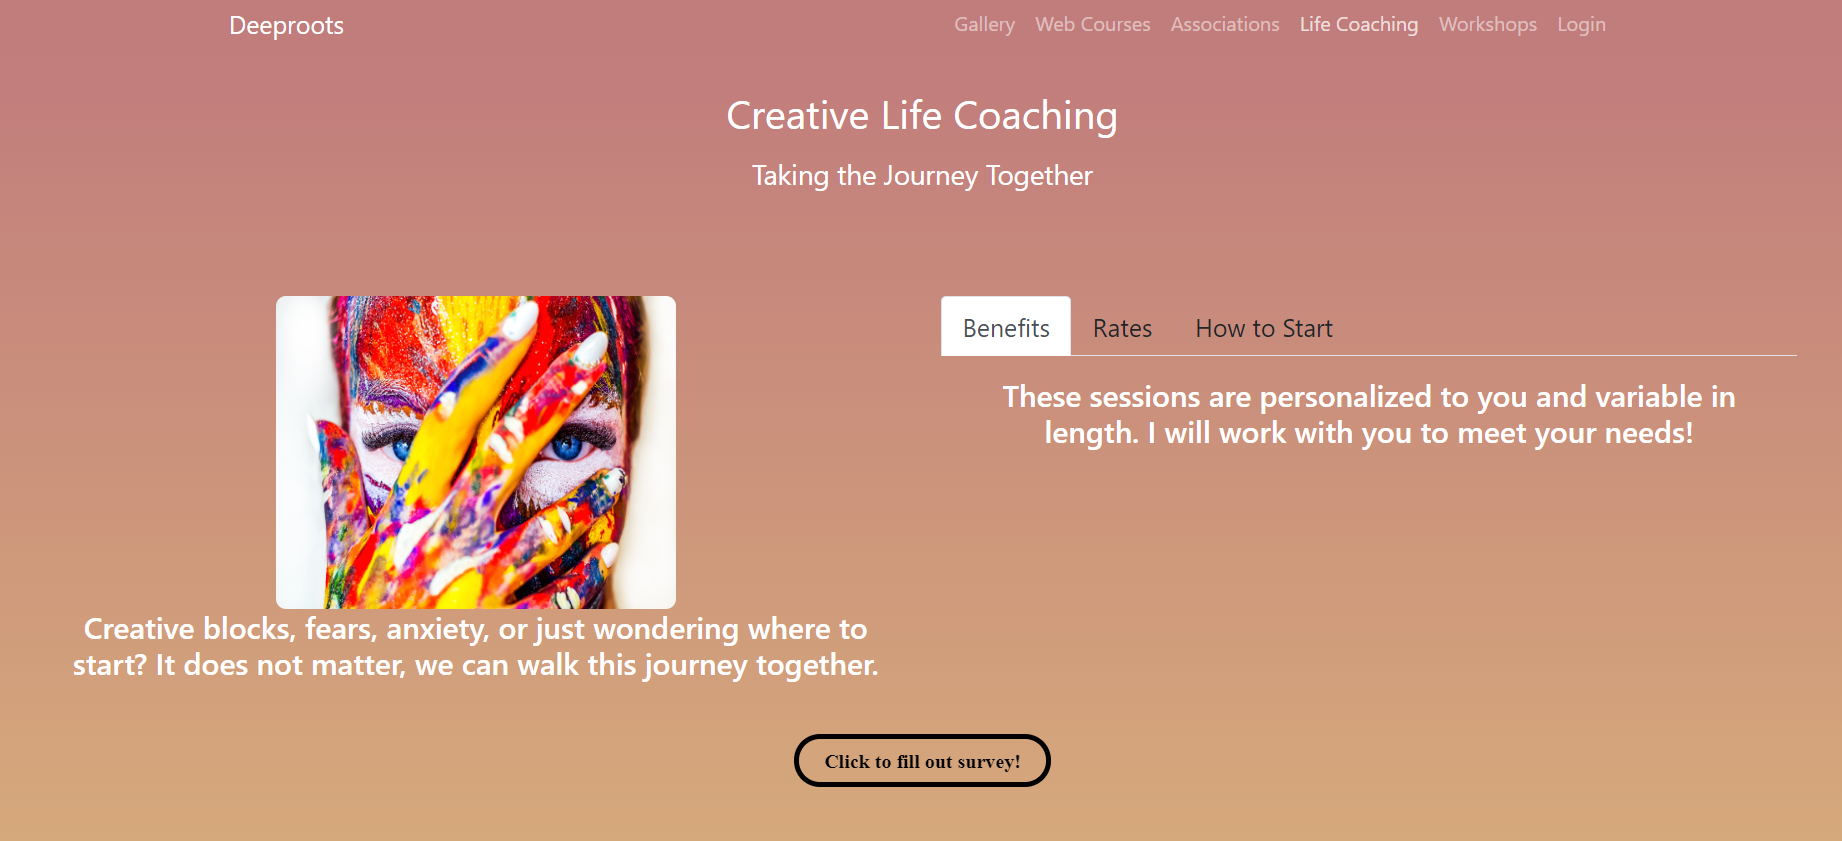 Deeproots
Gallery Web Courses Associations Life Coaching Workshops Login
Creative Life Coaching
Taking the Journey Together
Benefits Rates How to Start
These sessions are personalized to you and variable in
length. I will work with you to meet your needs!
Creative blocks, fears, anxiety, or just wondering where to
start? It does not matter, we can walk this journey together.
Click to fill out survey!